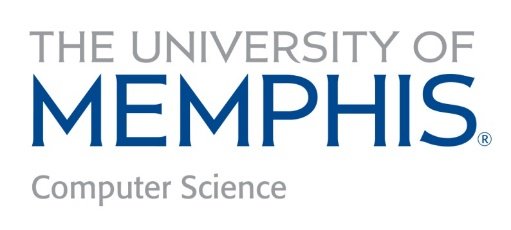 THE UNIVERSITY OF
MEMPHIS®
Computer Science